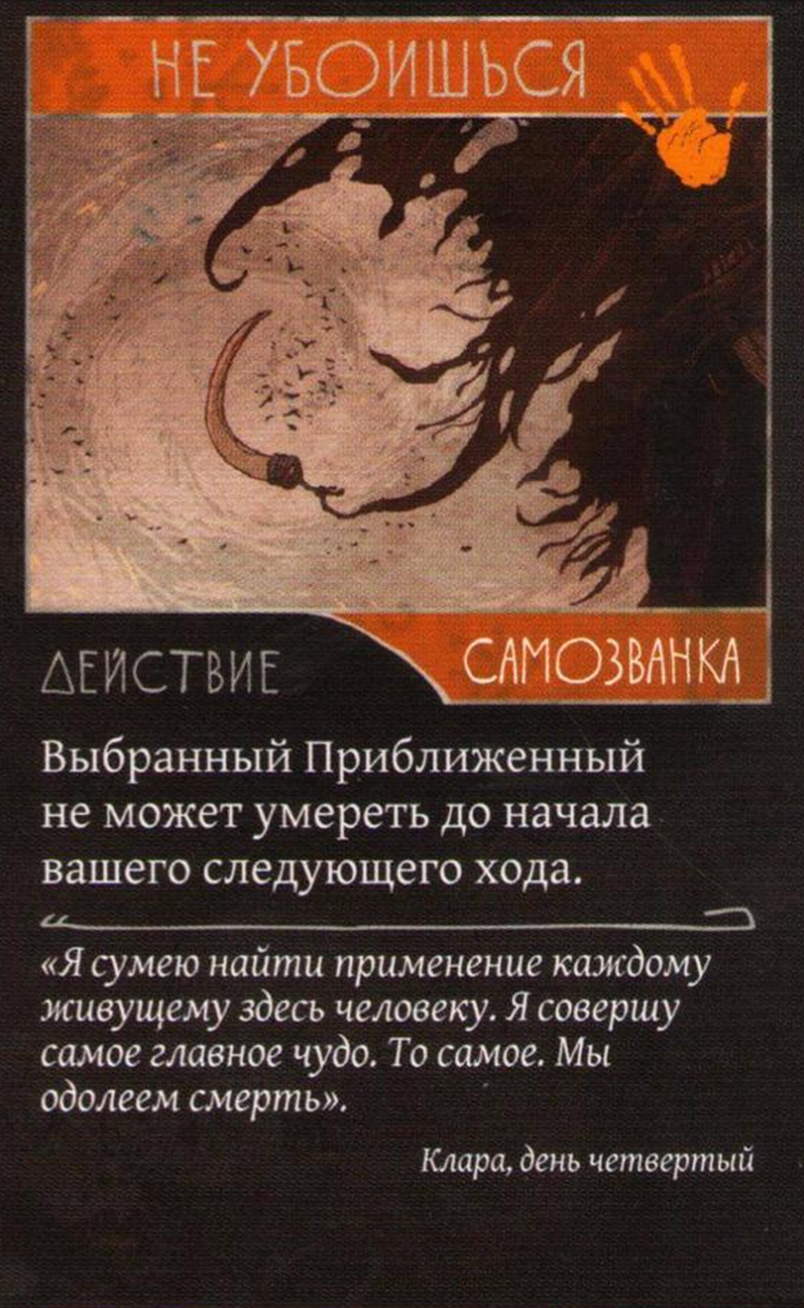 НЕ УБОИШЬСЯ
ДЕЙСТВИЕ
САМОЗВАНКА
Выбранный Приближенный
не может умереть до начала
вашего следующего хода.
«Я сумею найти применение каждому
живущему здесь человеку. Я совершу
самое главное чудо. То самое. Мы
одолеем смерть».
Клара, день четвертый